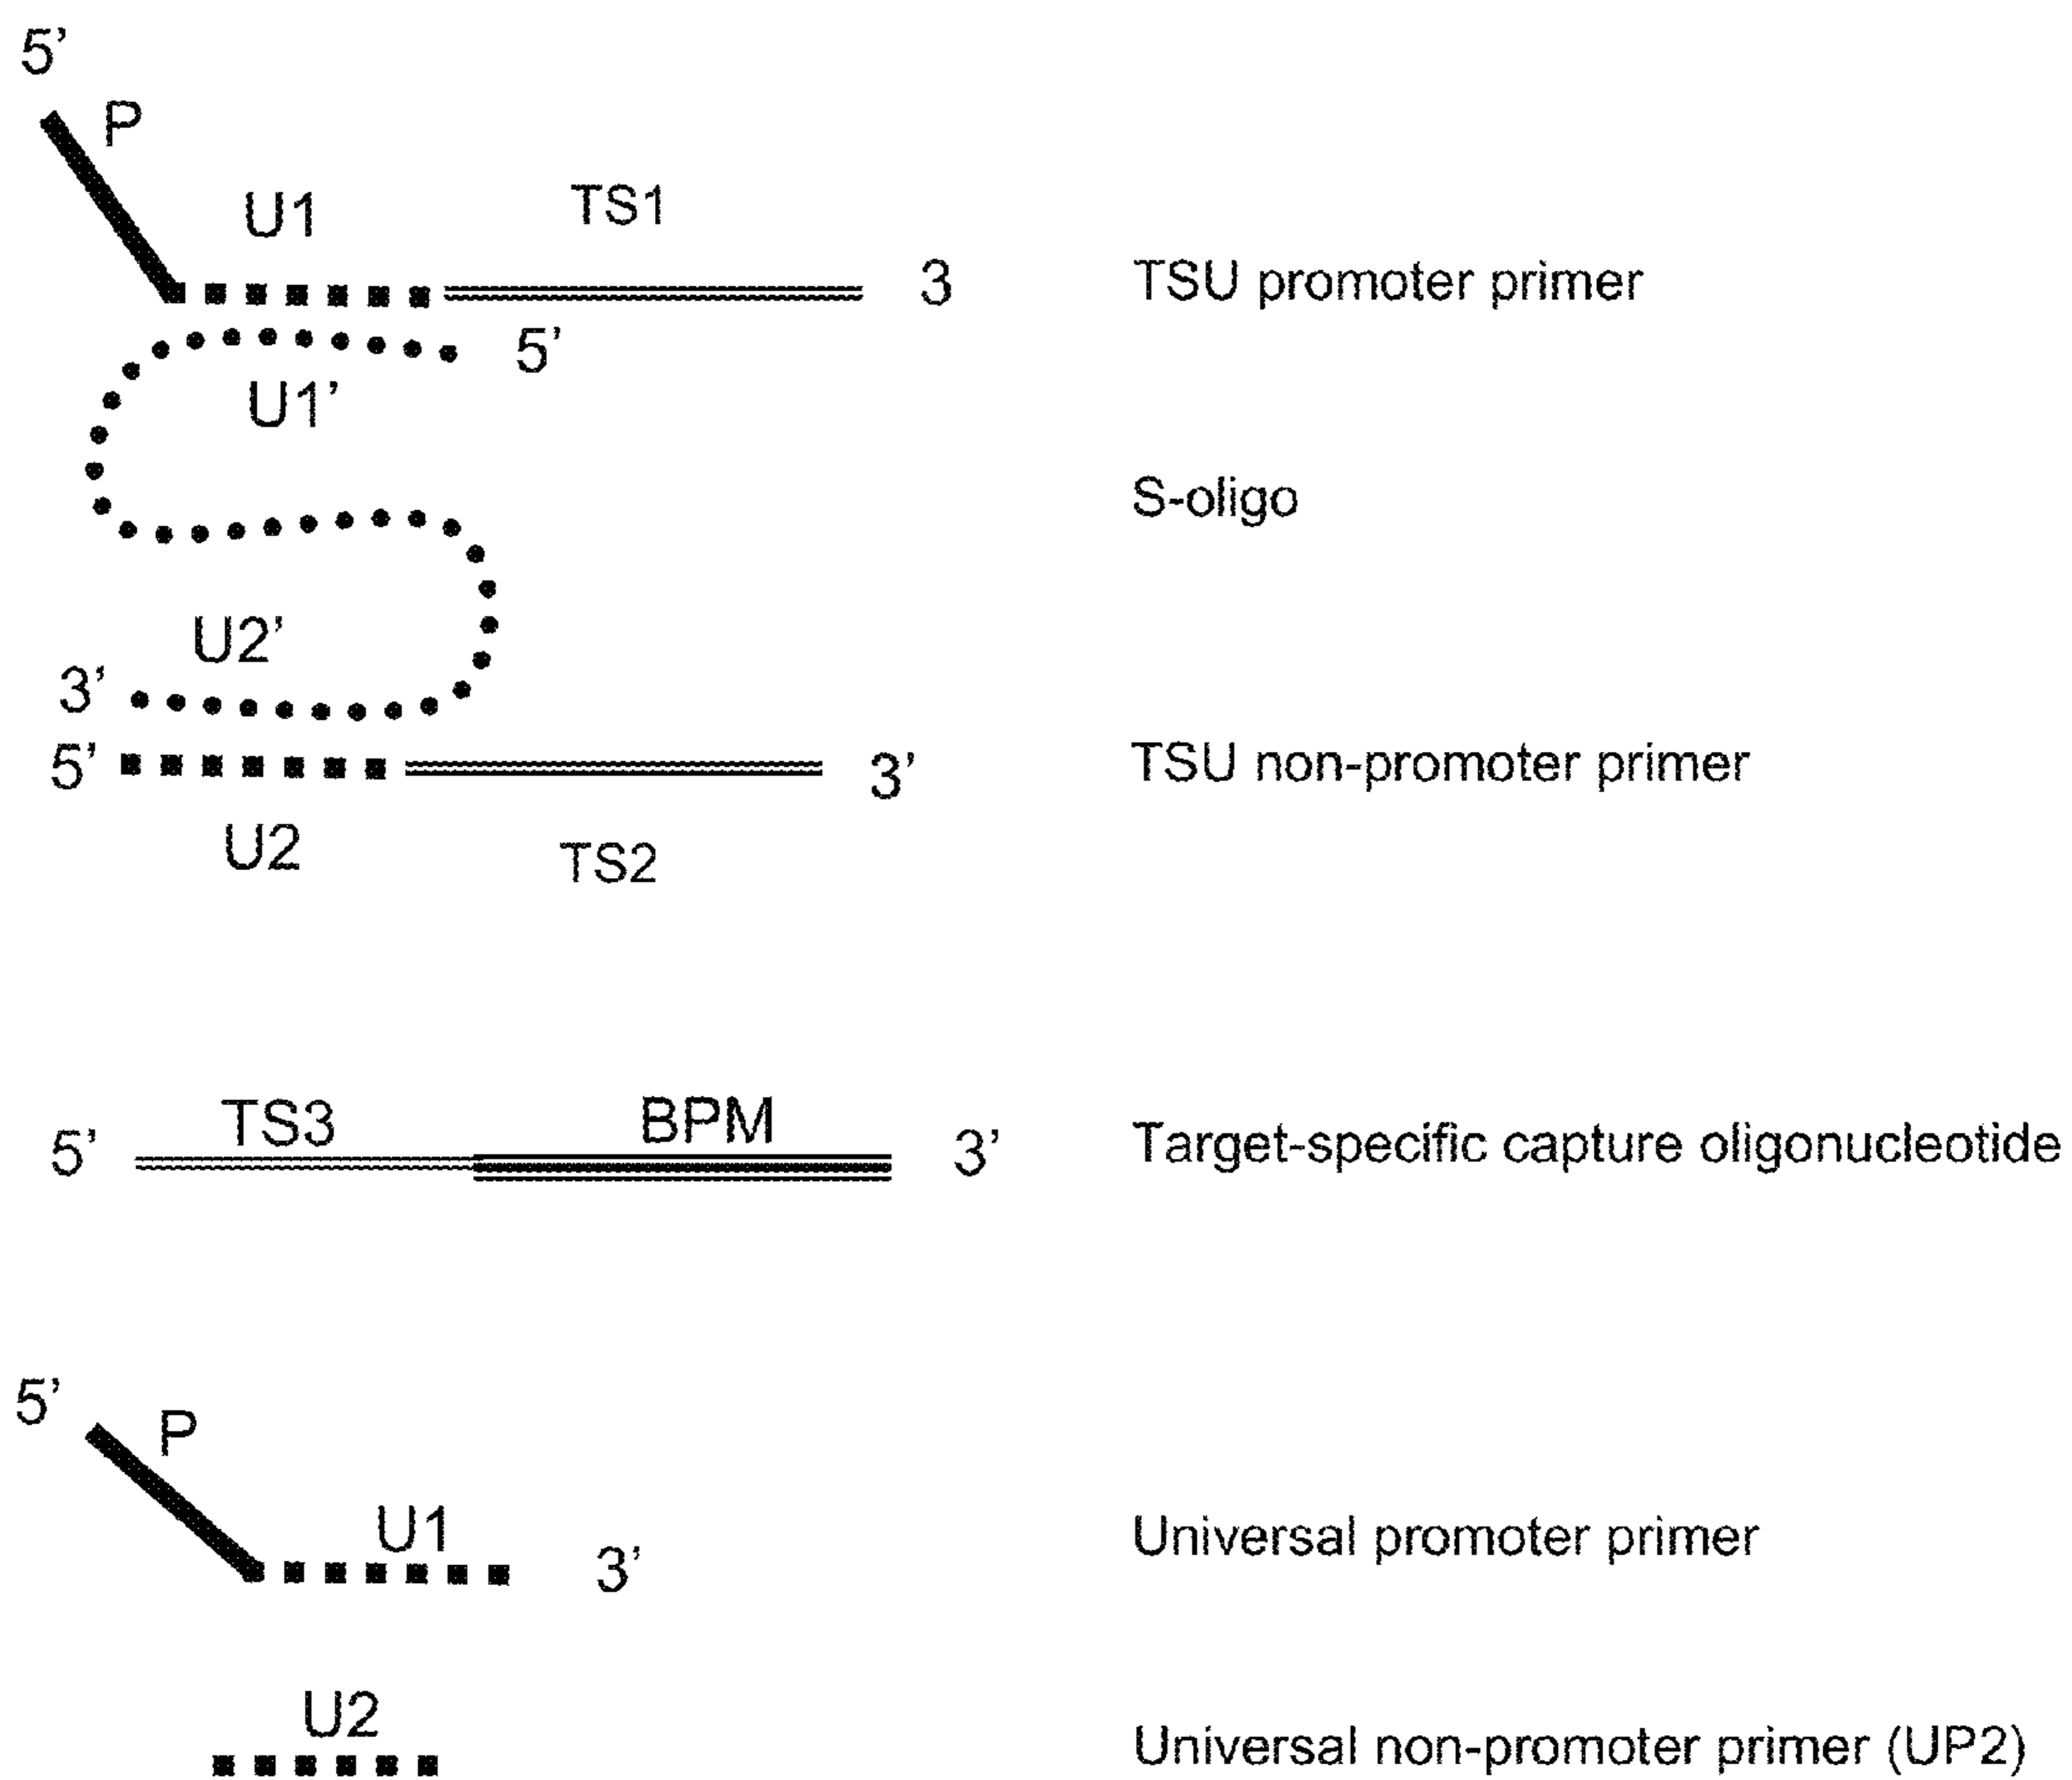 5’
P
U1
TS1
3
TSU promoter primer
5’
U1’
S-oligo
U2’
3’
5’
3’
TSU non-promoter primer
U2
TS2
5’
TS3
BPM
3’
Target-specific capture oligonucleotide
5’
P
U1
3’
Universal promoter primer
U2
Universal non-promoter primer (UP2)